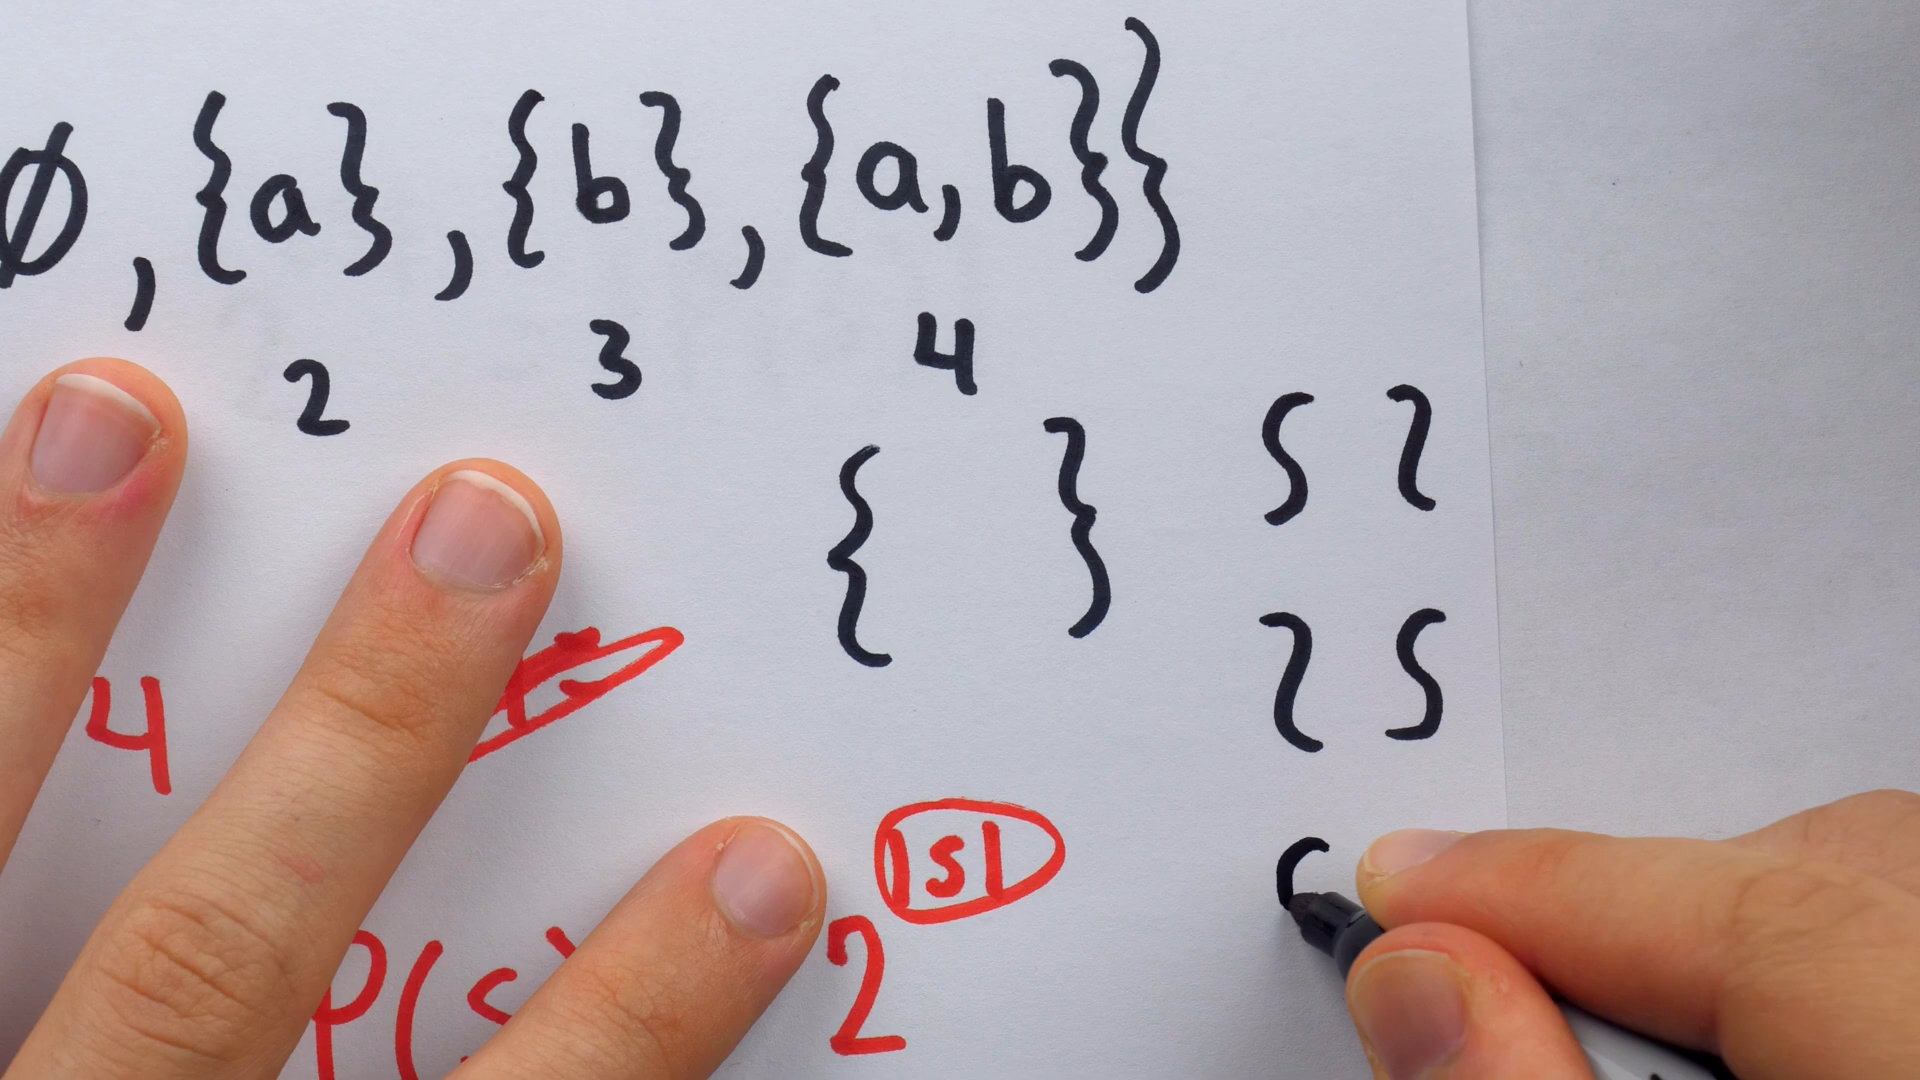 ∅, {a}, {b}, {a,b}}
2 3 4
{ }
4
2^|s|
P(s